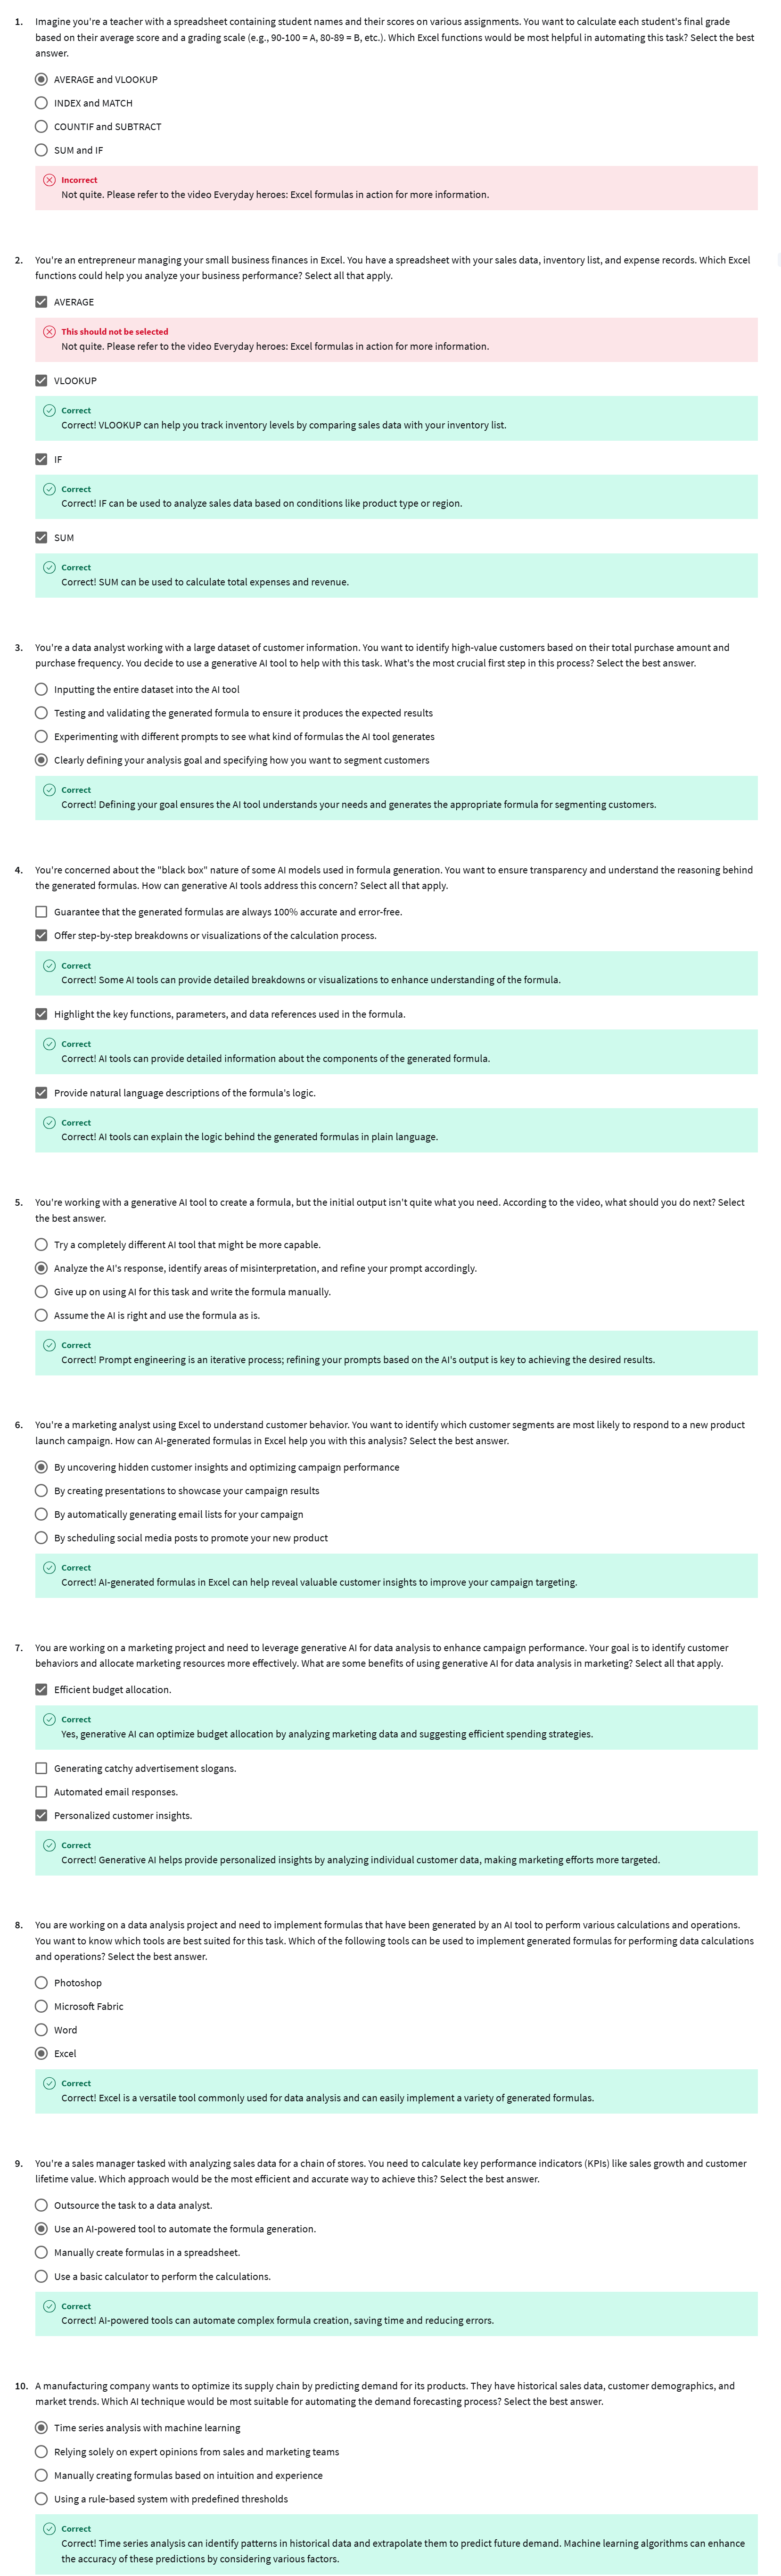 1. Imagine you're a teacher with a spreadsheet containing student names and their scores on various assignments. You want to calculate each student's final grade
based on their average score and a grading scale (e.g., 90-100 = A, 80-89 = B, etc.). Which Excel functions would be most helpful in automating this task? Select the best
answer.
AVERAGE and VLOOKUP
INDEX and MATCH
COUNTIF and SUBTRACT
SUM and IF
Incorrect
Not quite. Please refer to the video Everyday heroes: Excel formulas in action for more information.
2. You're an entrepreneur managing your small business finances in Excel. You have a spreadsheet with your sales data, inventory list, and expense records. Which Excel
functions could help you analyze your business performance? Select all that apply.
AVERAGE
This should not be selected
Not quite. Please refer to the video Everyday heroes: Excel formulas in action for more information.
VLOOKUP
Correct
Correct! VLOOKUP can help you track inventory levels by comparing sales data with your inventory list.
IF
Correct
Correct! IF can be used to analyze sales data based on conditions like product type or region.
SUM
Correct
Correct! SUM can be used to calculate total expenses and revenue.
3. You're a data analyst working with a large dataset of customer information. You want to identify high-value customers based on their total purchase amount and
purchase frequency. You decide to use a generative AI tool to help with this task. What's the most crucial first step in this process? Select the best answer.
Inputting the entire dataset into the AI tool
Testing and validating the generated formula to ensure it produces the expected results
Experimenting with different prompts to see what kind of formulas the AI tool generates
Clearly defining your analysis goal and specifying how you want to segment customers
Correct
Correct! Defining your goal ensures the AI tool understands your needs and generates the appropriate formula for segmenting customers.
4. You're concerned about the "black box" nature of some AI models used in formula generation. You want to ensure transparency and understand the reasoning behind
the generated formulas. How can generative AI tools address this concern? Select all that apply.
Guarantee that the generated formulas are always 100% accurate and error-free.
Offer step-by-step breakdowns or visualizations of the calculation process.
Correct
Correct! Some AI tools can provide detailed breakdowns or visualizations to enhance understanding of the formula.
Highlight the key functions, parameters, and data references used in the formula.
Correct
Correct! AI tools can provide detailed information about the components of the generated formula.
Provide natural language descriptions of the formula's logic.
Correct
Correct! AI tools can explain the logic behind the generated formulas in plain language.
5. You're working with a generative AI tool to create a formula, but the initial output isn't quite what you need. According to the video, what should you do next? Select
the best answer.
Try a completely different AI tool that might be more capable.
Analyze the AI's response, identify areas of misinterpretation, and refine your prompt accordingly.
Give up on using AI for this task and write the formula manually.
Assume the AI is right and use the formula as is.
Correct
Correct! Prompt engineering is an iterative process; refining your prompts based on the AI's output is key to achieving the desired results.
6. You're a marketing analyst using Excel to understand customer behavior. You want to identify which customer segments are most likely to respond to a new product
launch campaign. How can AI-generated formulas in Excel help you with this analysis? Select the best answer.
By uncovering hidden customer insights and optimizing campaign performance
By creating presentations to showcase your campaign results
By automatically generating email lists for your campaign
By scheduling social media posts to promote your new product
Correct
Correct! AI-generated formulas in Excel can help reveal valuable customer insights to improve your campaign targeting.
7. You are working on a marketing project and need to leverage generative AI for data analysis to enhance campaign performance. Your goal is to identify customer
behaviors and allocate marketing resources more effectively. What are some benefits of using generative AI for data analysis in marketing? Select all that apply.
Efficient budget allocation.
Correct
Yes, generative AI can optimize budget allocation by analyzing marketing data and suggesting efficient spending strategies.
Generating catchy advertisement slogans.
Automated email responses.
Personalized customer insights.
Correct
Correct! Generative AI helps provide personalized insights by analyzing individual customer data, making marketing efforts more targeted.
8. You are working on a data analysis project and need to implement formulas that have been generated by an AI tool to perform various calculations and operations.
You want to know which tools are best suited for this task. Which of the following tools can be used to implement generated formulas for performing data calculations
and operations? Select the best answer.
Photoshop
Microsoft Fabric
Word
Excel
Correct
Correct! Excel is a versatile tool commonly used for data analysis and can easily implement a variety of generated formulas.
9. You're a sales manager tasked with analyzing sales data for a chain of stores. You need to calculate key performance indicators (KPIs) like sales growth and customer
lifetime value. Which approach would be the most efficient and accurate way to achieve this? Select the best answer.
Outsource the task to a data analyst.
Use an AI-powered tool to automate the formula generation.
Manually create formulas in a spreadsheet.
Use a basic calculator to perform the calculations.
Correct
Correct! AI-powered tools can automate complex formula creation, saving time and reducing errors.
10. A manufacturing company wants to optimize its supply chain by predicting demand for its products. They have historical sales data, customer demographics, and
market trends. Which AI technique would be most suitable for automating the demand forecasting process? Select the best answer.
Time series analysis with machine learning
Relying solely on expert opinions from sales and marketing teams
Manually creating formulas based on intuition and experience
Using a rule-based system with predefined thresholds
Correct
Correct! Time series analysis can identify patterns in historical data and extrapolate them to predict future demand. Machine learning algorithms can enhance
the accuracy of these predictions by considering various factors.